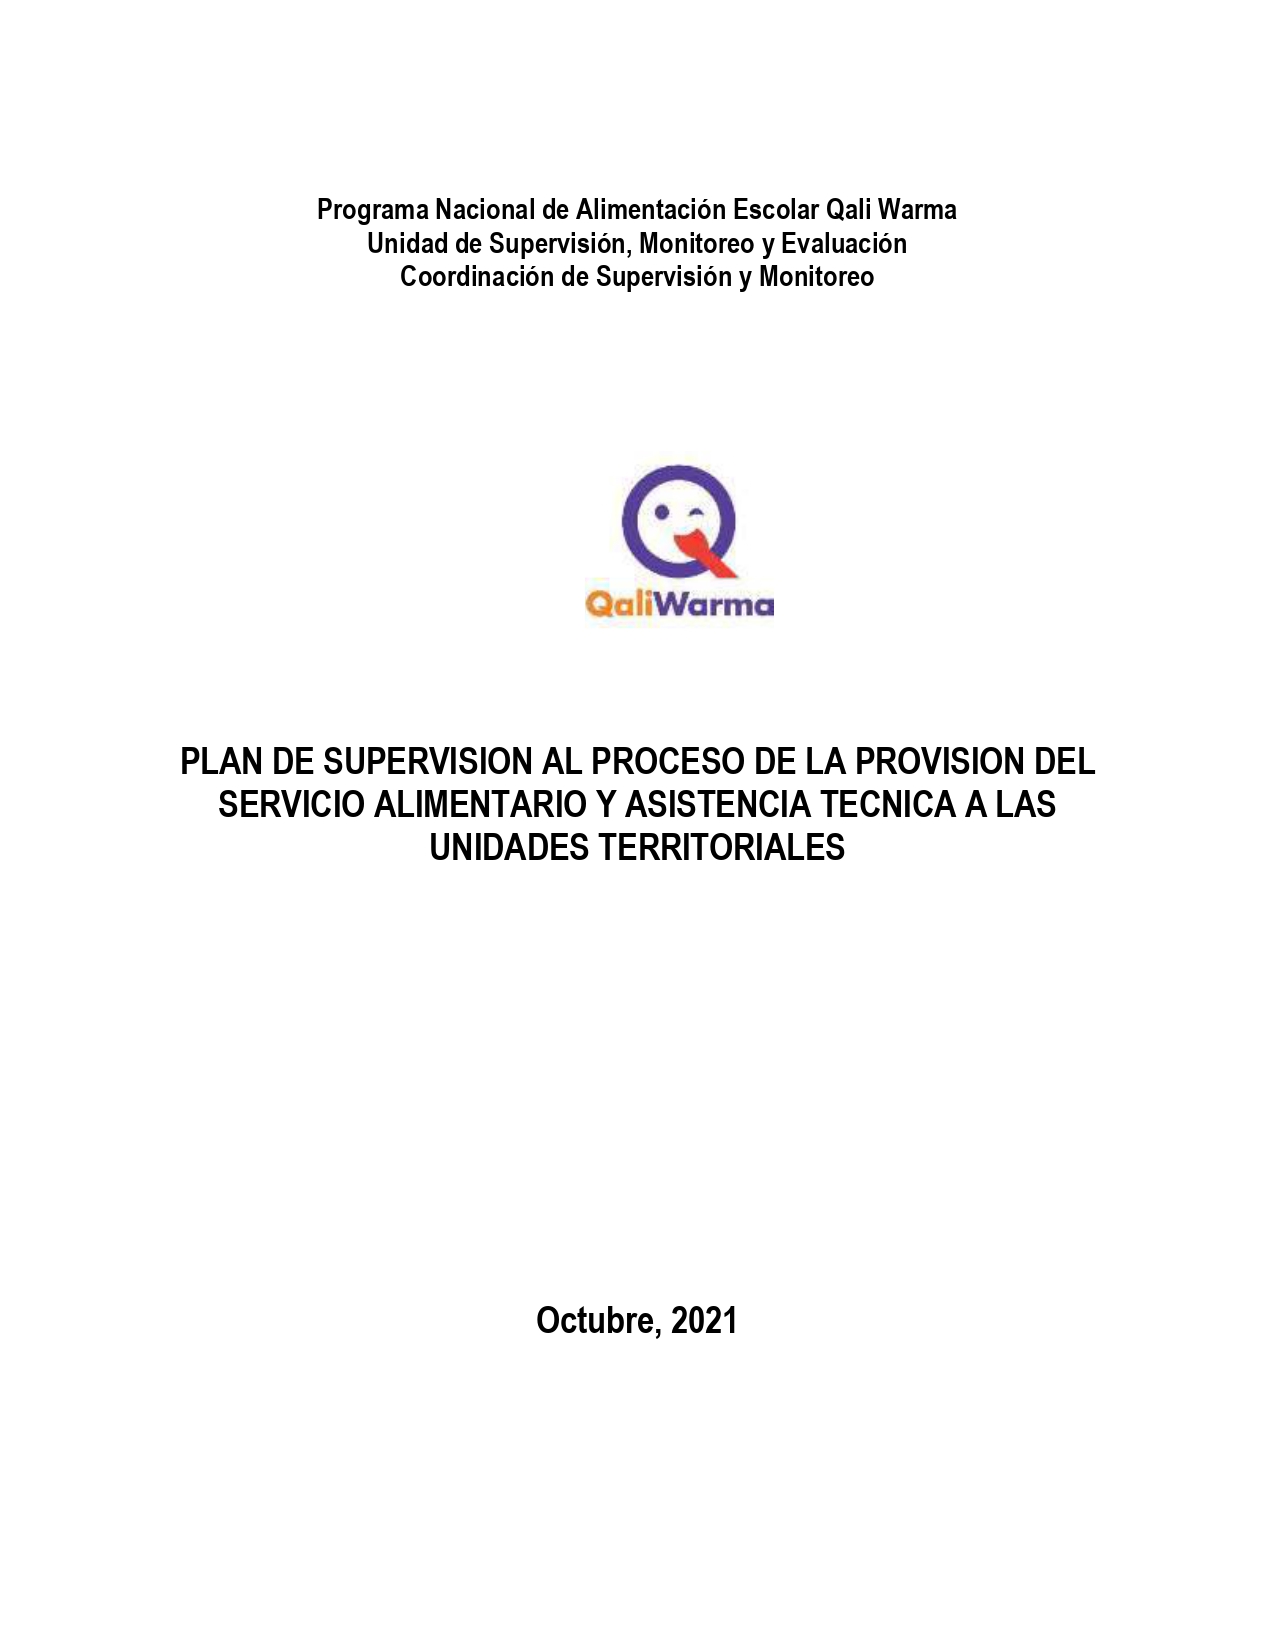 Programa Nacional de Alimentación Escolar Qali Warma
Unidad de Supervisión, Monitoreo y Evaluación
Coordinación de Supervisión y Monitoreo
QaliWarma
PLAN DE SUPERVISION AL PROCESO DE LA PROVISION DEL
SERVICIO ALIMENTARIO Y ASISTENCIA TECNICA A LAS
UNIDADES TERRITORIALES
Octubre, 2021